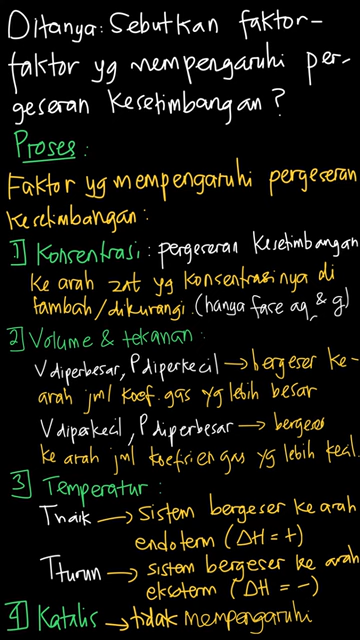 Ditanya: Sebutkan faktor-
faktor yg mempengaruhi per-
geseran kesetimbangan?
Proses:
Faktor yg mempengaruhi pergeseran
kesetimbangan:
1] Konsentrasi: pergeseran kesetimbangan
ke arah zat yg konsentrasinya di
tambah/dikurangi. (hanya fase aq, & g)
2] Volume & tekanan:
V diperbesar, P diperkecil → bergeser ke-
arah jml koef. gas yg lebih besar
V diperkecil, P diperbesar → bergeser
ke arah jml koefisien gas yg lebih kecil.
3] Temperatur:
Tnaik → Sistem bergeser ke arah
endoterm (ΔH = +)
Tturun → sistem bergeser ke arah
eksoterm (ΔH = -)
4] Katalis → tidak mempengaruhi